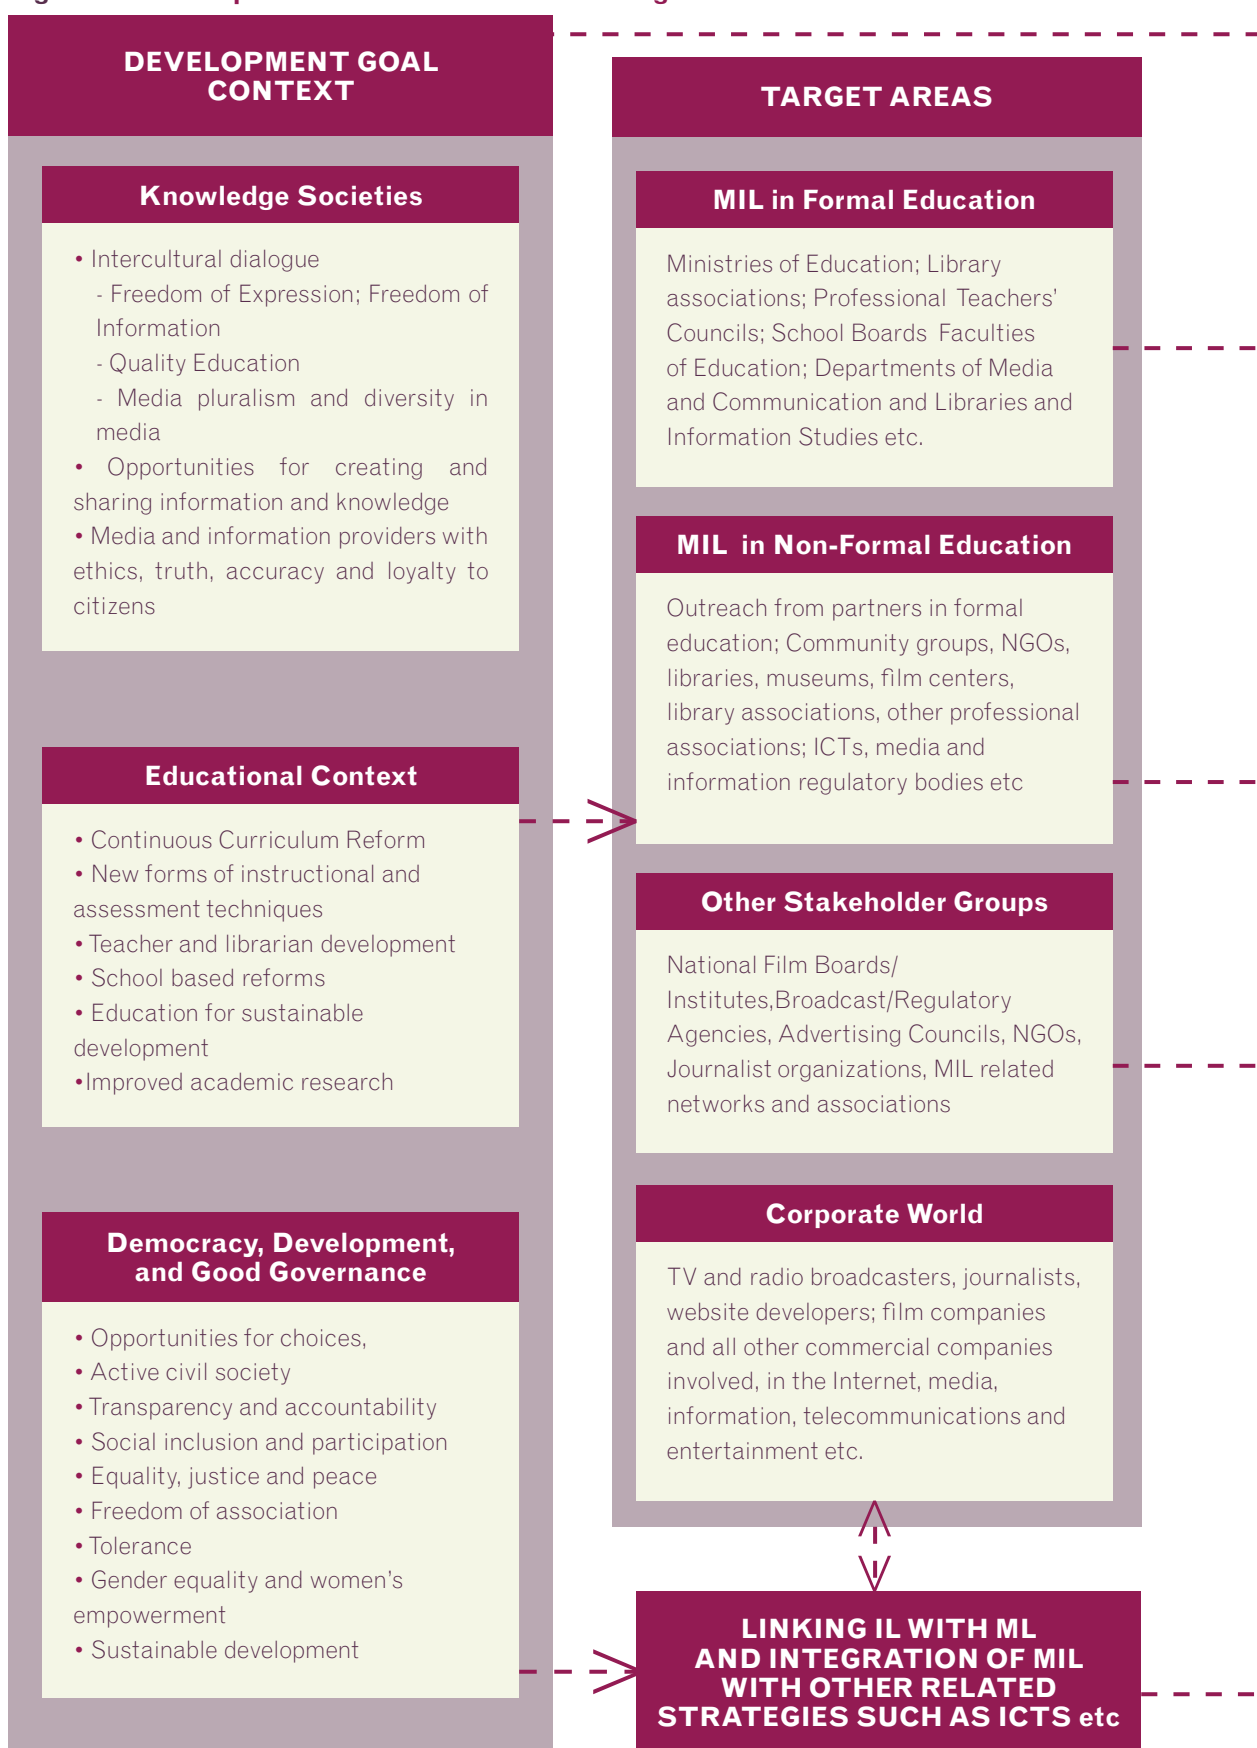 DEVELOPMENT GOAL
CONTEXT
Knowledge Societies
• Intercultural dialogue
- Freedom of Expression; Freedom of
Information
- Quality Education
- Media pluralism and diversity in
media
• Opportunities for creating and
sharing information and knowledge
• Media and information providers with
ethics, truth, accuracy and loyalty to
citizens
Educational Context
• Continuous Curriculum Reform
• New forms of instructional and
assessment techniques
• Teacher and librarian development
• School based reforms
• Education for sustainable
development
•Improved academic research
Democracy, Development,
and Good Governance
• Opportunities for choices,
• Active civil society
• Transparency and accountability
• Social inclusion and participation
• Equality, justice and peace
• Freedom of association
• Tolerance
• Gender equality and women's
empowerment
• Sustainable development
TARGET AREAS
MIL in Formal Education
Ministries of Education; Library
associations; Professional Teachers'
Councils; School Boards Faculties
of Education; Departments of Media
and Communication and Libraries and
Information Studies etc.
MIL in Non-Formal Education
Outreach from partners in formal
education; Community groups, NGOs,
libraries, museums, film centers,
library associations, other professional
associations; ICTs, media and
information regulatory bodies etc
Other Stakeholder Groups
National Film Boards/
Institutes,Broadcast/Regulatory
Agencies, Advertising Councils, NGOs,
Journalist organizations, MIL related
networks and associations
Corporate World
TV and radio broadcasters, journalists,
website developers; film companies
and all other commercial companies
involved, in the Internet, media,
information, telecommunications and
entertainment etc.
LINKING IL WITH ML
AND INTEGRATION OF MIL
WITH OTHER RELATED
STRATEGIES SUCH AS ICTS etc